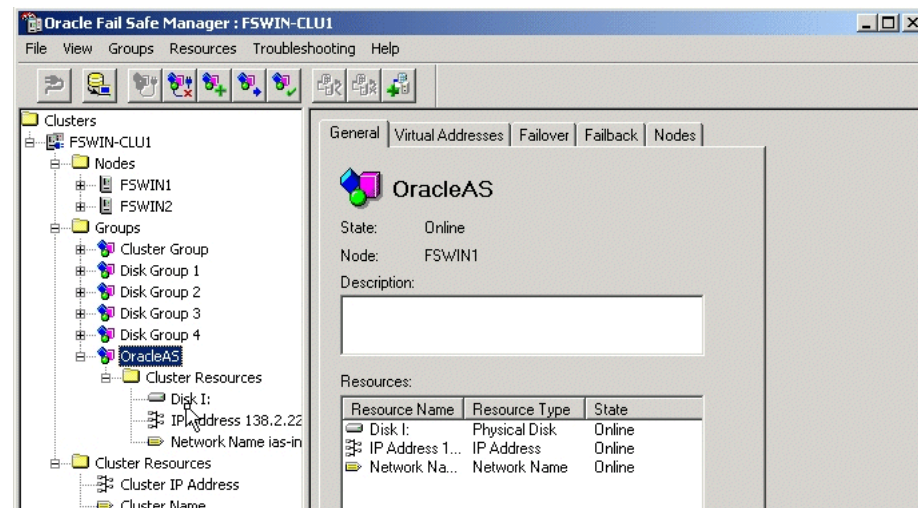 Oracle Fail Safe Manager : FSWIN-CLU1
File View Groups Resources Troubleshooting Help
Clusters
FSWIN-CLU1
Nodes
FSWIN1
FSWIN2
Groups
Cluster Group
Disk Group 1
Disk Group 2
Disk Group 3
Disk Group 4
OracleAS
Cluster Resources
Disk I:
IP Address 138.2.22
Network Name ias-in
Cluster Resources
Cluster IP Address
Cluster Name
General Virtual Addresses Failover Failback Nodes
OracleAS
State: Online
Node: FSWIN1
Description:
Resources:
Resource Name Resource Type State
Disk I: Physical Disk Online
IP Address 1... IP Address Online
Network Na... Network Name Online